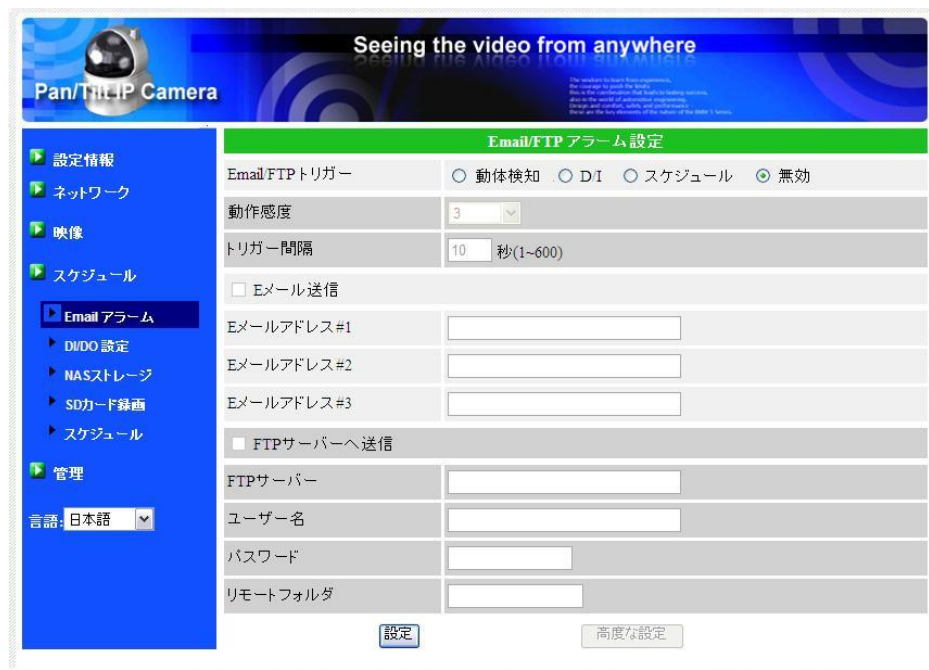 Seeing the video from anywhere
Pan/Tilt IP Camera
設定情報
ネットワーク
映像
スケジュール
Email アラーム
DI/DO 設定
NASストレージ
SDカード録画
スケジュール
管理
言語: 日本語
Email/FTP アラーム設定
Email/FTPトリガー 動体検知 D/I スケジュール 無効
動作感度 3
トリガー間隔 10 秒(1~600)
Eメール送信
Eメールアドレス#1
Eメールアドレス#2
Eメールアドレス#3
FTPサーバーへ送信
FTPサーバー
ユーザー名
パスワード
リモートフォルダ
設定 高度な設定